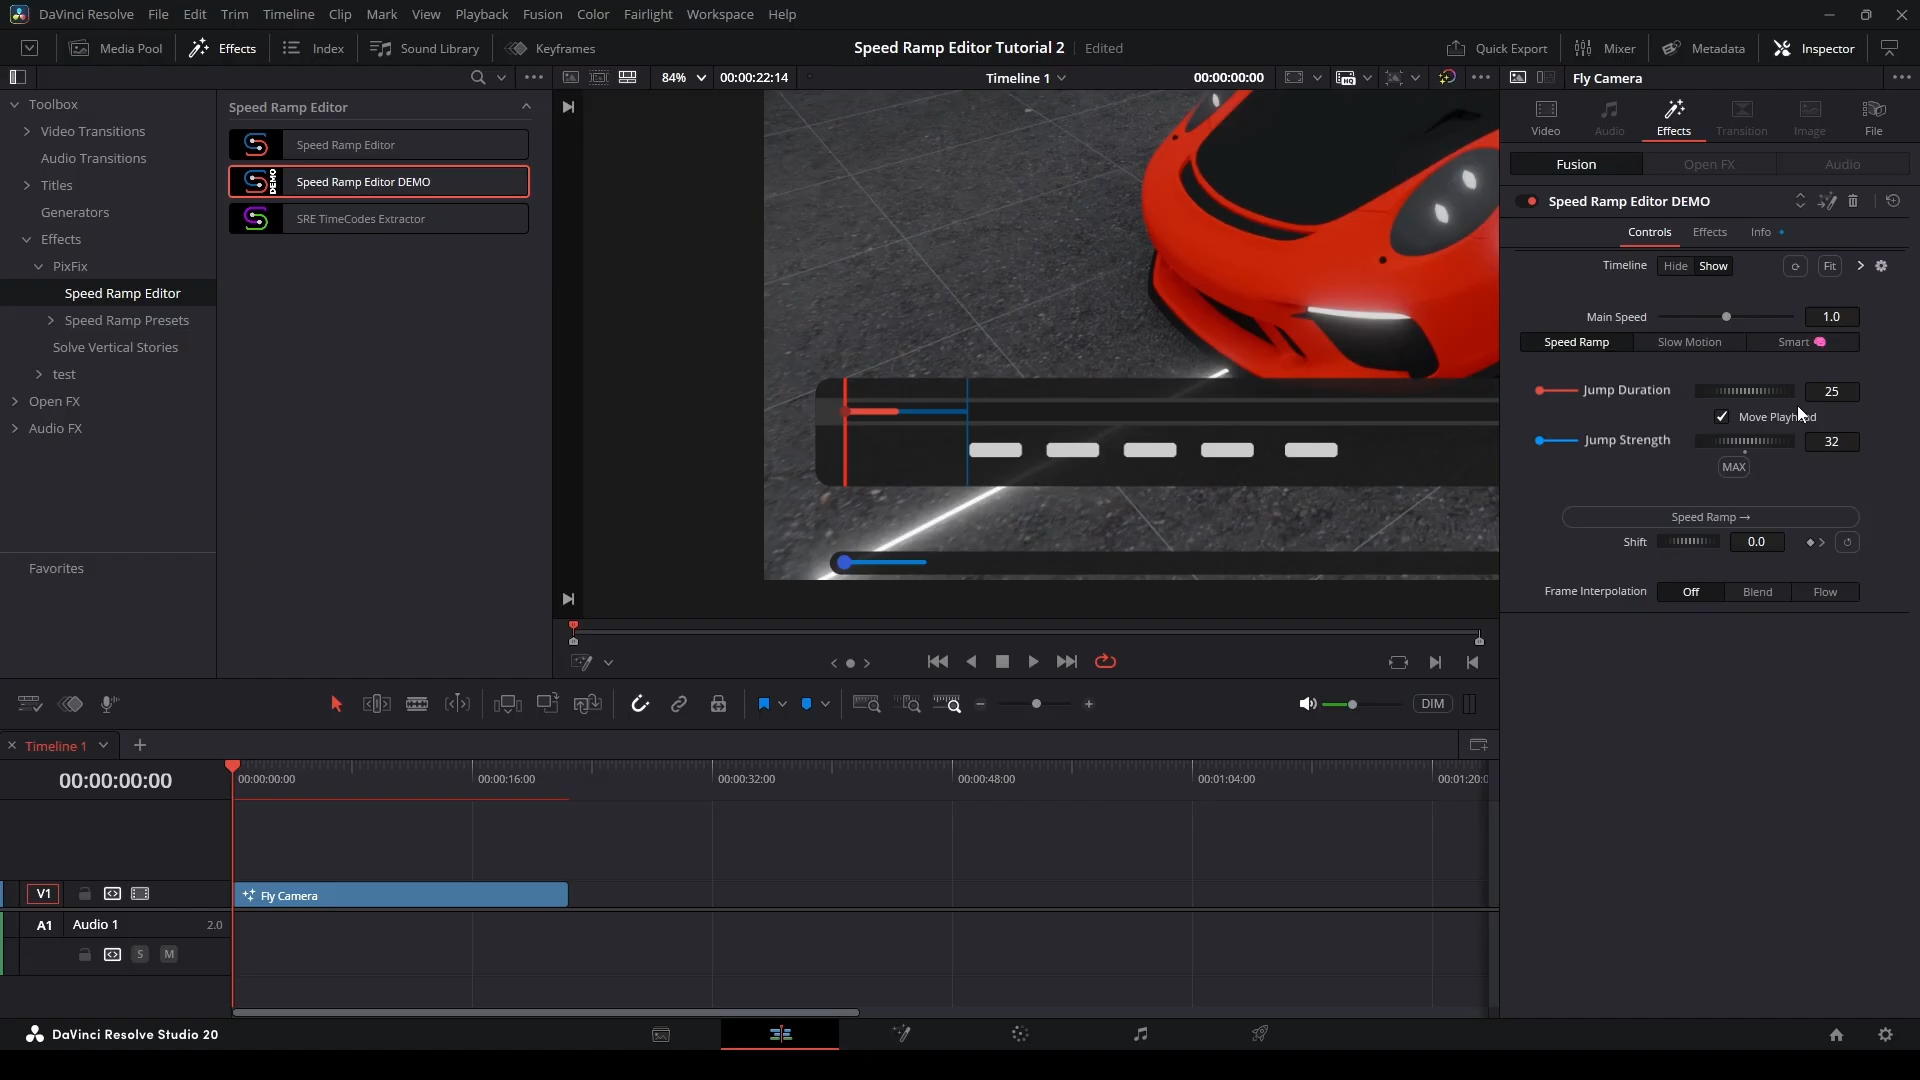 DaVinci Resolve File Edit Trim Timeline Clip Mark View Playback Fusion Color Fairlight Workspace Help
Media Pool Effects Index Sound Library Keyframes Speed Ramp Editor Tutorial 2 Edited Quick Export Mixer Metadata Inspector
84% 00:00:22:14 Timeline 1 00:00:00:00 Fly Camera
Toolbox
Video Transitions
Audio Transitions
Titles
Generators
Effects
PixFix
Speed Ramp Editor
Speed Ramp Presets
Solve Vertical Stories
test
Open FX
Audio FX
Favorites
Speed Ramp Editor
Speed Ramp Editor
DEMO Speed Ramp Editor DEMO
SRE TimeCodes Extractor
Video Audio Effects Transition Image File
Fusion Open FX Audio
Speed Ramp Editor DEMO
Controls Effects Info
Timeline Hide Show Fit
Main Speed 1.0
Speed Ramp Slow Motion Smart
Jump Duration 25
Move Playhead
Jump Strength 32
MAX
Speed Ramp →
Shift 0.0
Frame Interpolation Off Blend Flow
DIM
Timeline 1
00:00:00:00 00:00:00:00 00:00:16:00 00:00:32:00 00:00:48:00 00:01:04:00 00:01:20:0
V1 Fly Camera
A1 Audio 1 2.0
S M
DaVinci Resolve Studio 20